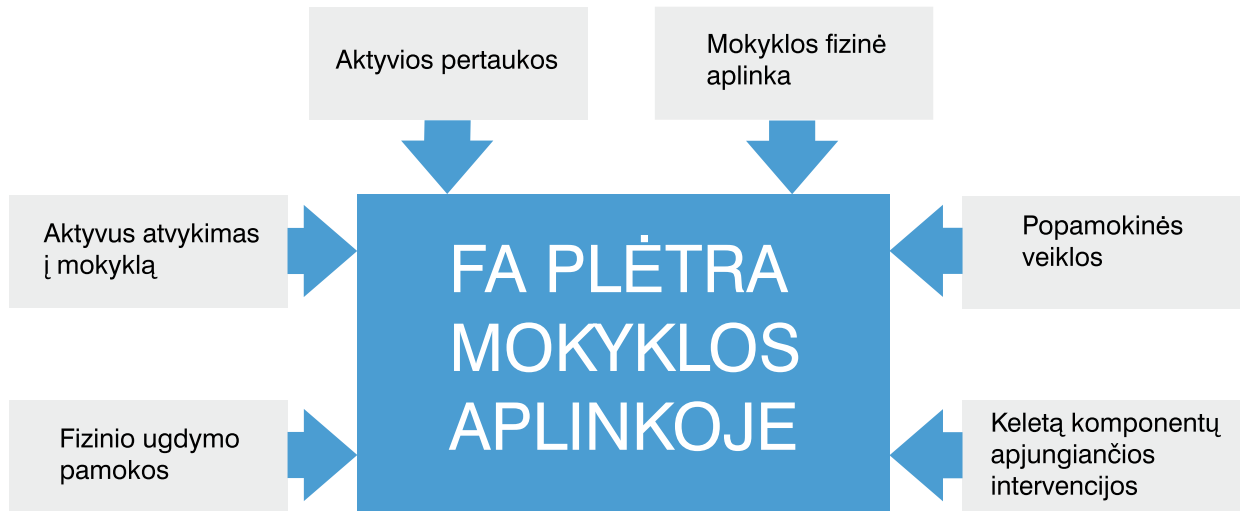 Aktyvios pertaukos
Mokyklos fizinė
aplinka
Aktyvus atvykimas
į mokyklą
FA PLĖTRA
MOKYKLOS
APLINKOJE
Popamokinės
veiklos
Fizinio ugdymo
pamokos
Keletą komponentų
apjungiančios
intervencijos